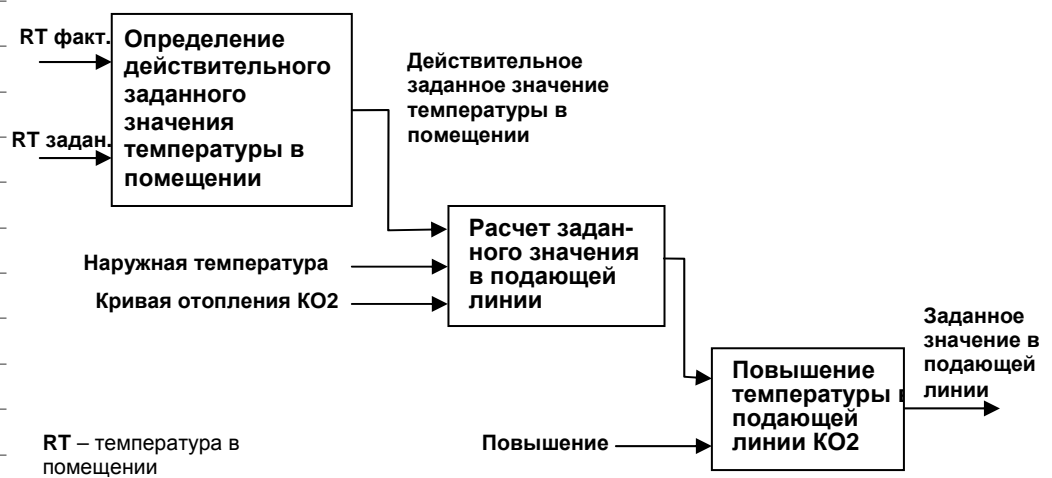 RT факт.
RT задан.
Определение
действительного
заданного
значения
температуры в
помещении
Действительное
заданное значение
температуры в
помещении
Наружная температура
Кривая отопления КО2
Расчет задан-
ного значения
в подающей
линии
Повышение
Повышение
температуры в
подающей
линии КО2
Заданное
значение в
подающей
линии
RT – температура в
помещении